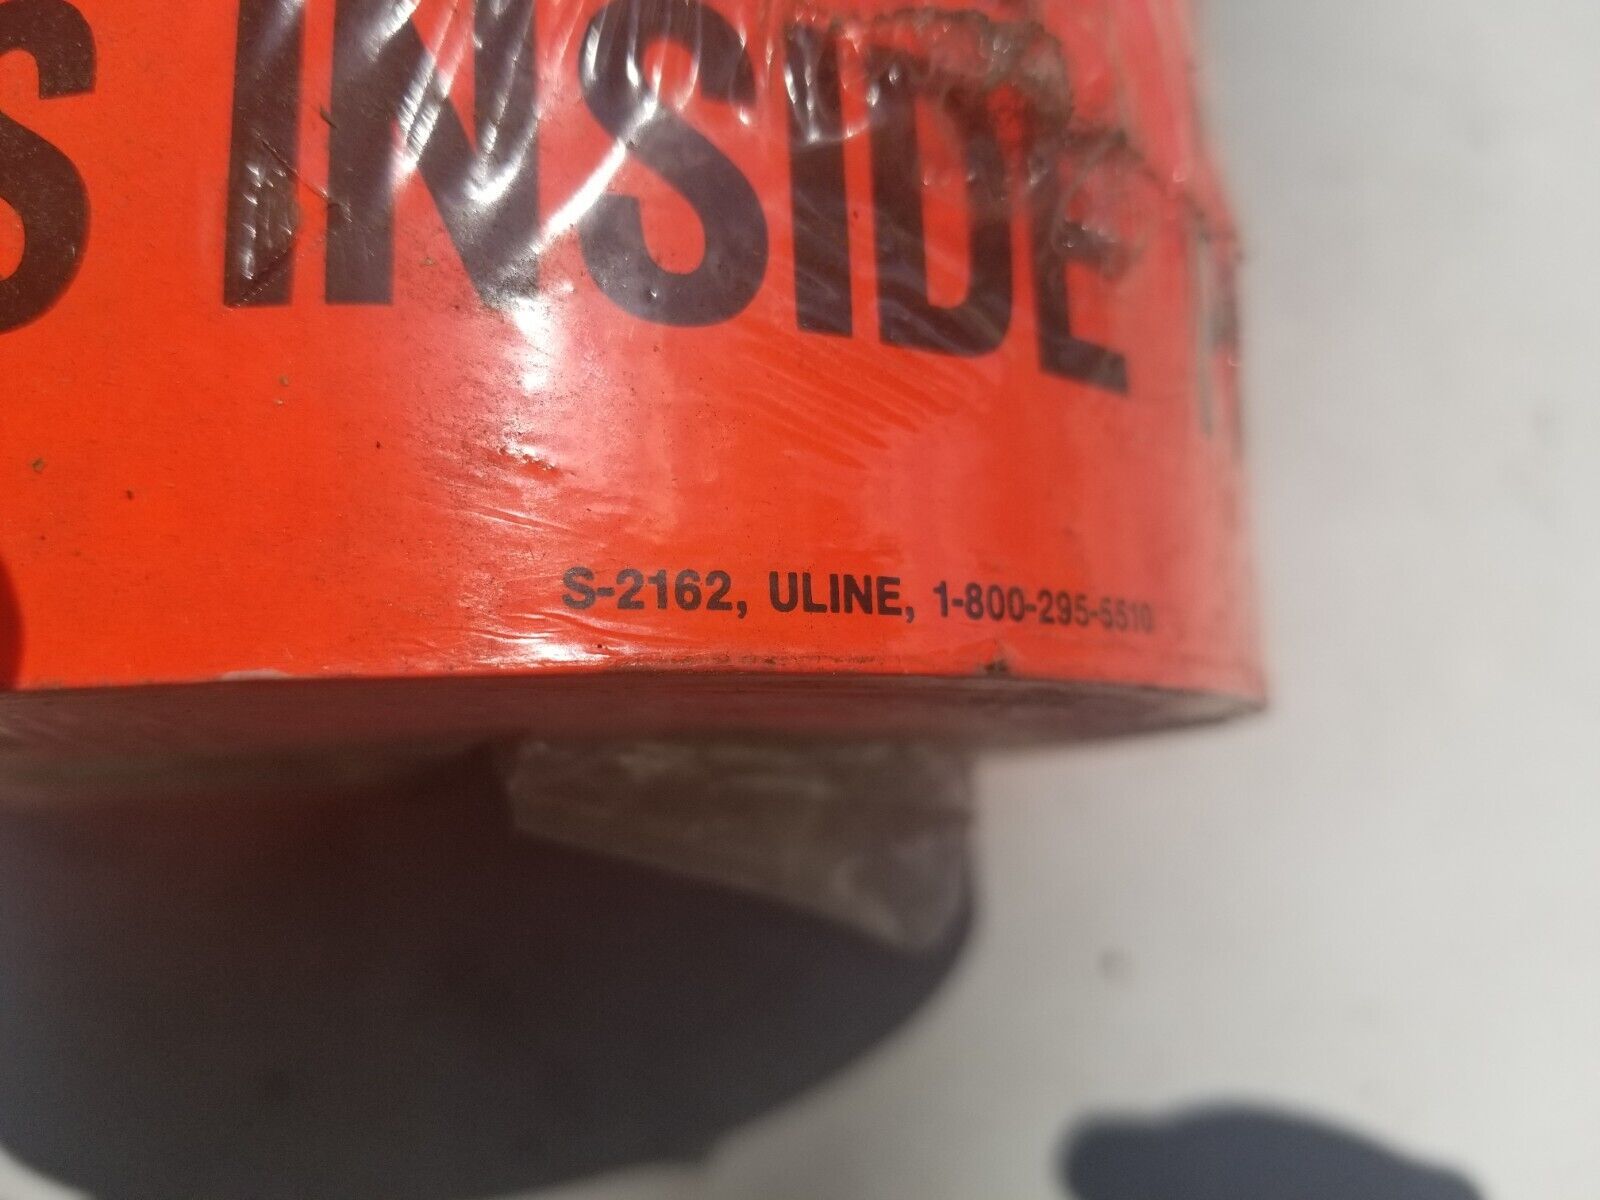 S INSIDE
S-2162, ULINE, 1-800-295-5510